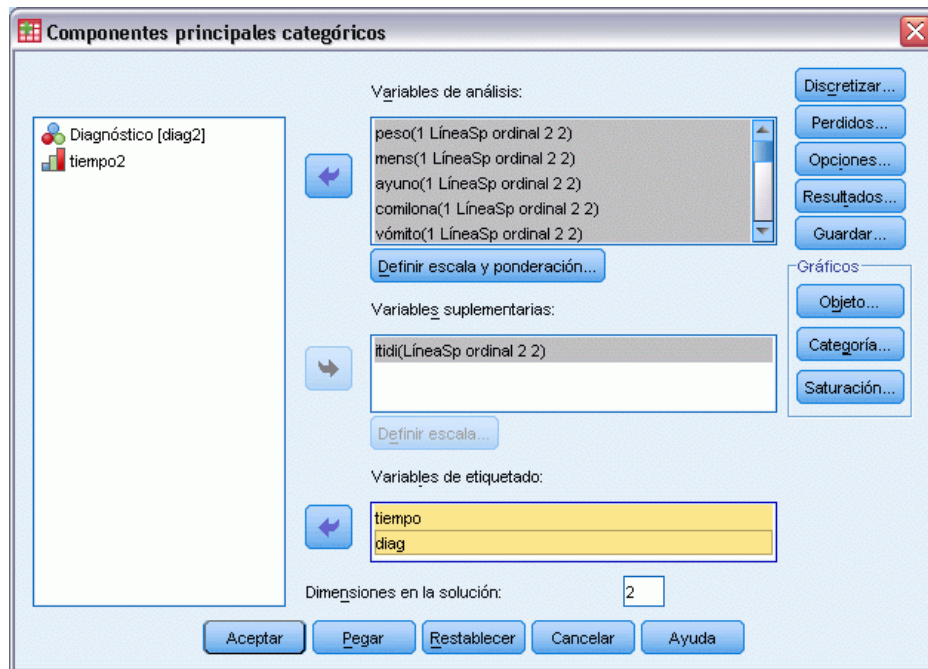 Componentes principales categóricos
Diagnóstico [diag2]
tiempo2
Variables de análisis:
peso(1 LíneaSp ordinal 2 2)
mens(1 LíneaSp ordinal 2 2)
ayuno(1 LíneaSp ordinal 2 2)
comilona(1 LíneaSp ordinal 2 2)
vómito(1 LíneaSp ordinal 2 2)
Definir escala y ponderación...
Variables suplementarias:
itidi(LíneaSp ordinal 2 2)
Definir escala...
Variables de etiquetado:
tiempo
diag
Dimensiones en la solución:
2
Discretizar...
Perdidos...
Opciones...
Resultados...
Guardar...
Gráficos
Objeto...
Categoría...
Saturación...
Aceptar
Pegar
Restablecer
Cancelar
Ayuda